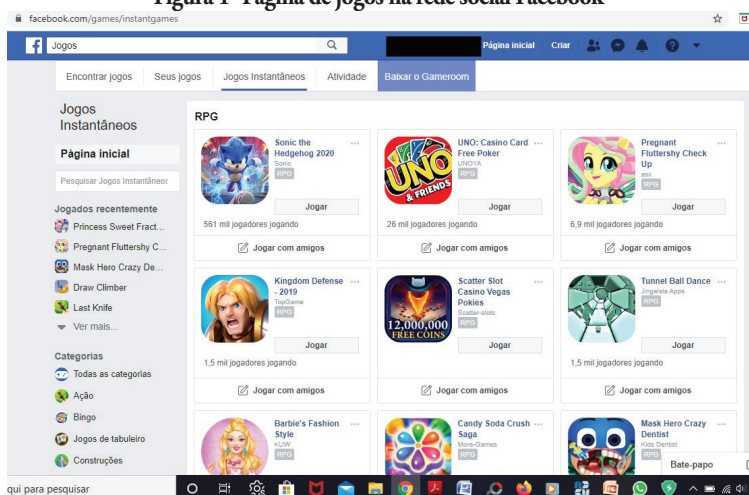 Figura 1- Página de jogos na rede social Facebook
facebook.com/games/instantgames
f
Jogos
Página inicial
Criar
Encontrar jogos
Seus jogos
Jogos Instantâneos
Atividade
Baixar o Gameroom
Jogos
Instantâneos
Página inicial
Pesquisar Jogos Instantâneos
Jogados recentemente
Princess Sweet Fract...
Pregnant Fluttershy C...
Mask Hero Crazy De...
Draw Climber
Last Knife
Ver mais...
Categorias
Todas as categorias
Ação
Bingo
Jogos de tabuleiro
Construções
RPG
Sonic the
Hedgehog 2020
Sonic
RPG
Jogar
561 mil jogadores jogando
Jogar com amigos
UNO
& FRIENDS
UNO: Casino Card
Free Poker
UNOYA
RPG
Jogar
26 mil jogadores jogando
Jogar com amigos
Pregnant
Fluttershy Check
Up
ssx
RPG
Jogar
6,9 mil jogadores jogando
Jogar com amigos
Kingdom Defense
- 2019
TopGame
RPG
Jogar
1,5 mil jogadores jogando
Jogar com amigos
12,000,000
FREE COINS
Scatter Slot
Casino Vegas
Pokies
Scatter-slots
RPG
Jogar
Jogar com amigos
Tunnel Ball Dance
Jingalala Apps
RPG
Jogar
1,5 mil jogadores jogando
Jogar com amigos
Barbie's Fashion
Style
KUW
RPG
Candy Soda Crush
Saga
More-Games
RPG
Mask Hero Crazy
Dentist
Kids Dentist
RPG
Bate-papo
qui para pesquisar